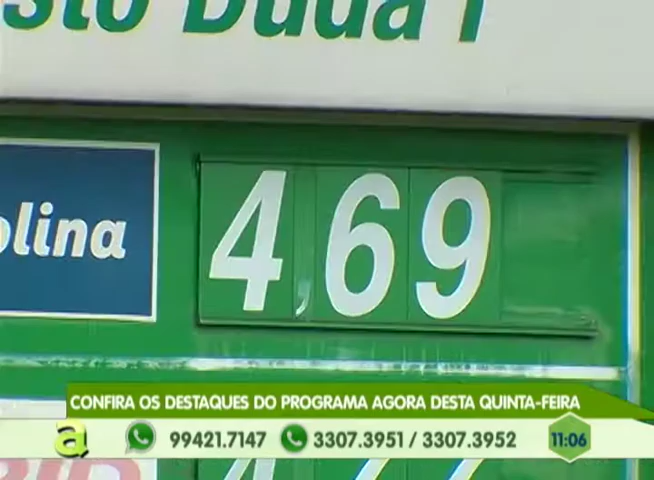 sto Duda I
olina
4,69
CONFIRA OS DESTAQUES DO PROGRAMA AGORA DESTA QUINTA-FEIRA
a 99421.7147 3307.3951 / 3307.3952 11:06